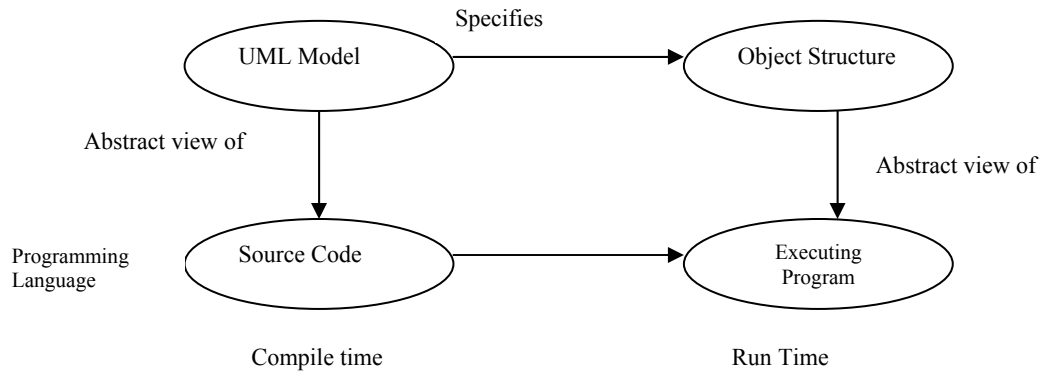 Specifies
UML Model
Object Structure
Abstract view of
Abstract view of
Programming
Language
Source Code
Executing
Program
Compile time
Run Time